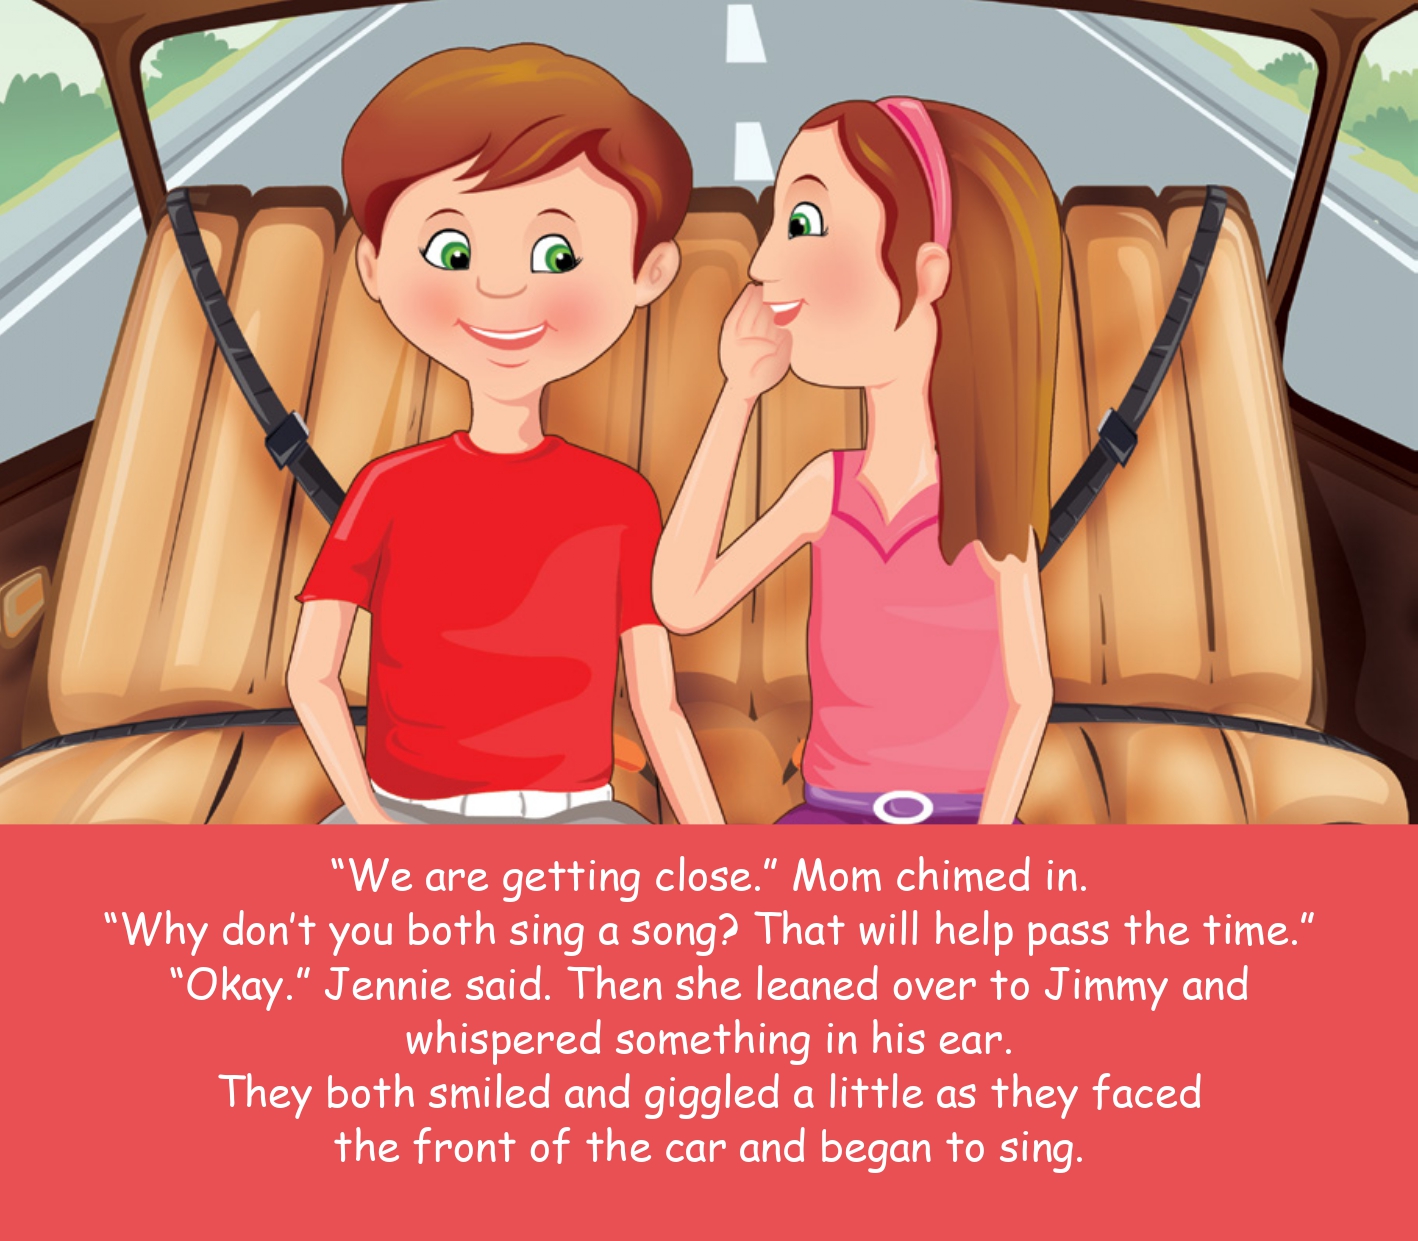 “We are getting close.” Mom chimed in.
“Why don’t you both sing a song? That will help pass the time.”
“Okay.” Jennie said. Then she leaned over to Jimmy and
whispered something in his ear.
They both smiled and giggled a little as they faced
the front of the car and began to sing.